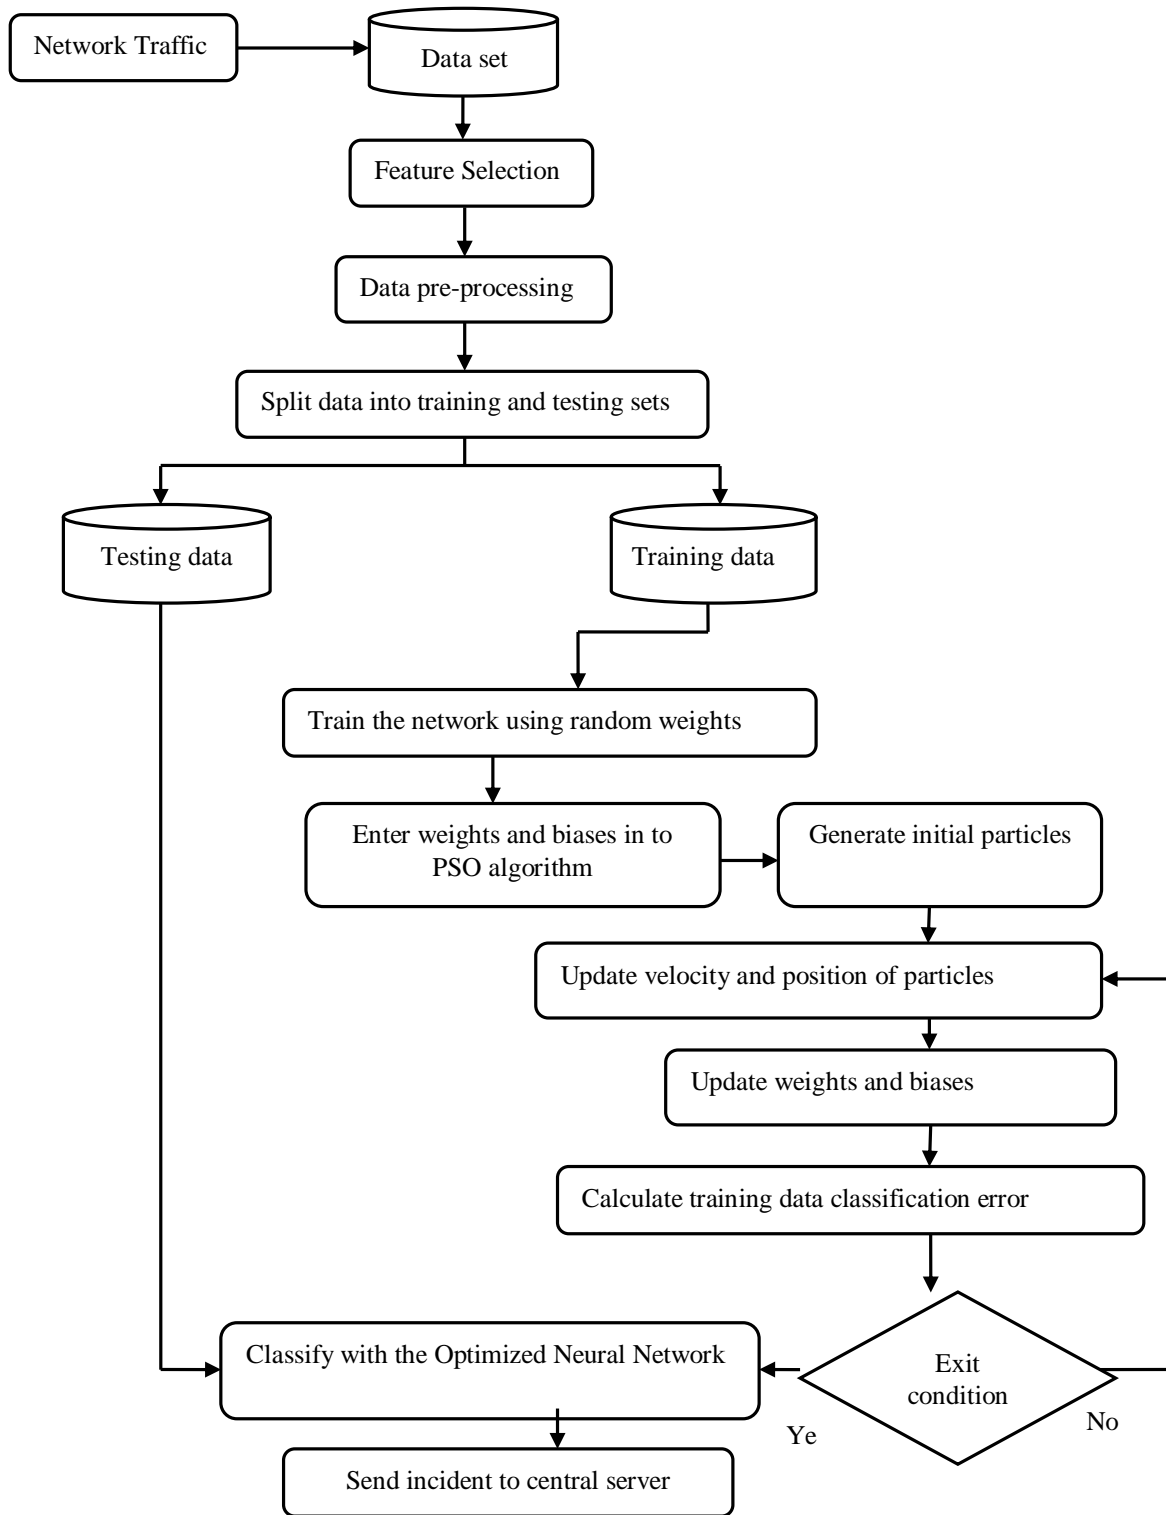 Network Traffic
Data set
Feature Selection
Data pre-processing
Split data into training and testing sets
Testing data
Training data
Train the network using random weights
Enter weights and biases in to
PSO algorithm
Generate initial particles
Update velocity and position of particles
Update weights and biases
Calculate training data classification error
Classify with the Optimized Neural Network
Exit
condition
Ye
No
Send incident to central server